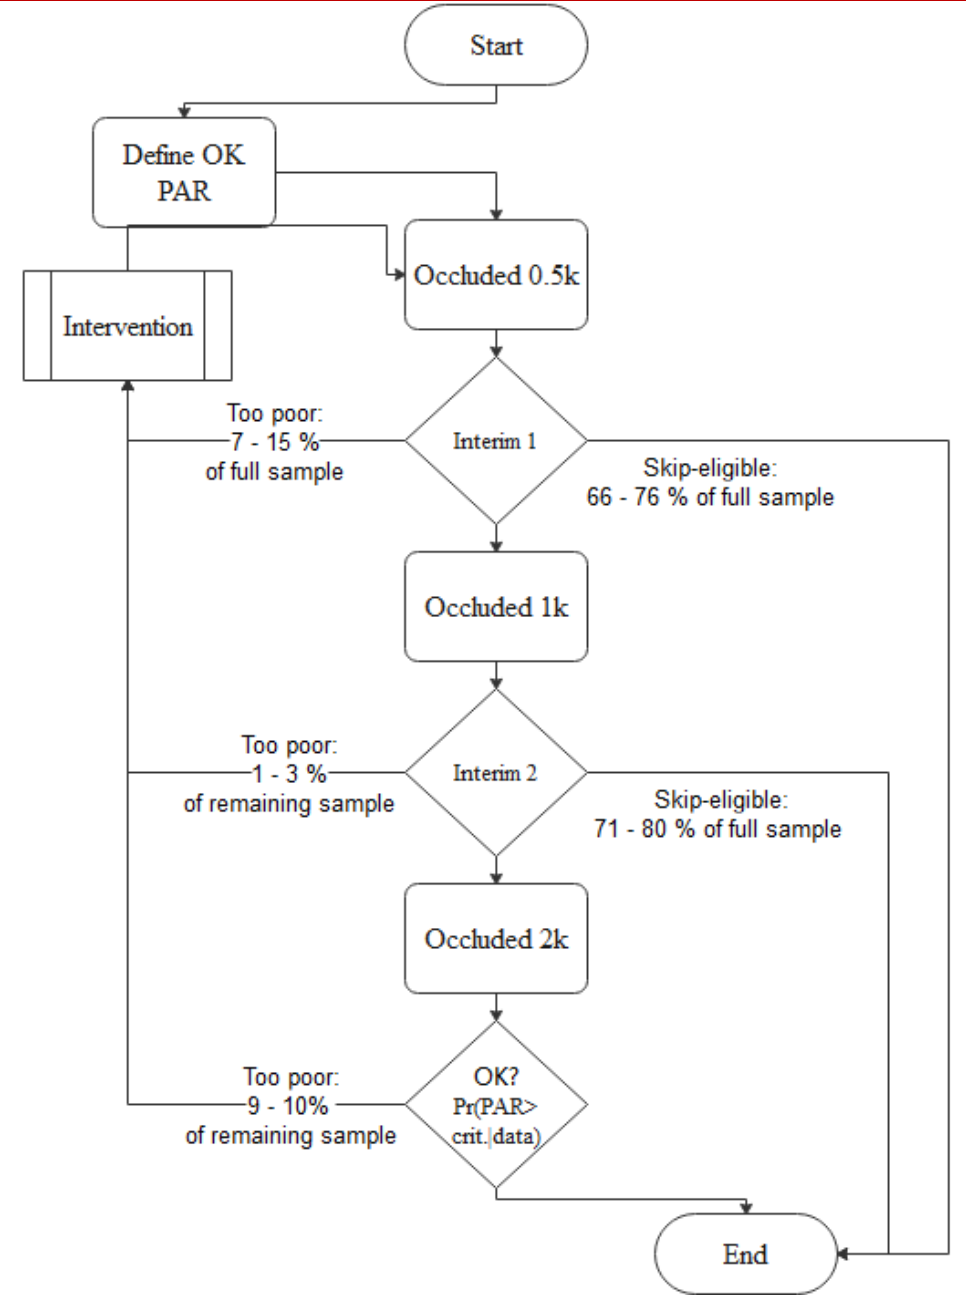 Start
Define OK
PAR
Occluded 0.5k
Intervention
Too poor:
7 - 15 %
of full sample
Interim 1
Skip-eligible:
66 - 76 % of full sample
Occluded 1k
Too poor:
1 - 3 %
of remaining sample
Interim 2
Skip-eligible:
71 - 80 % of full sample
Occluded 2k
Too poor:
9 - 10%
of remaining sample
OK?
Pr(PAR>
crit.|data)
End